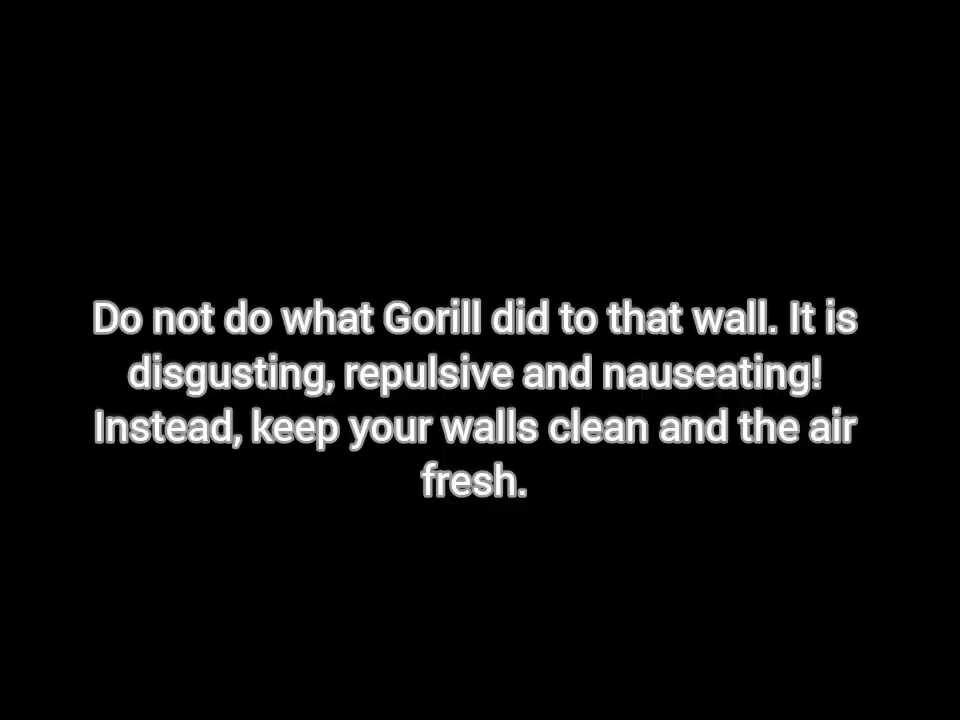 Do not do what Gorill did to that wall. It is
disgusting, repulsive and nauseating!
Instead, keep your walls clean and the air
fresh.